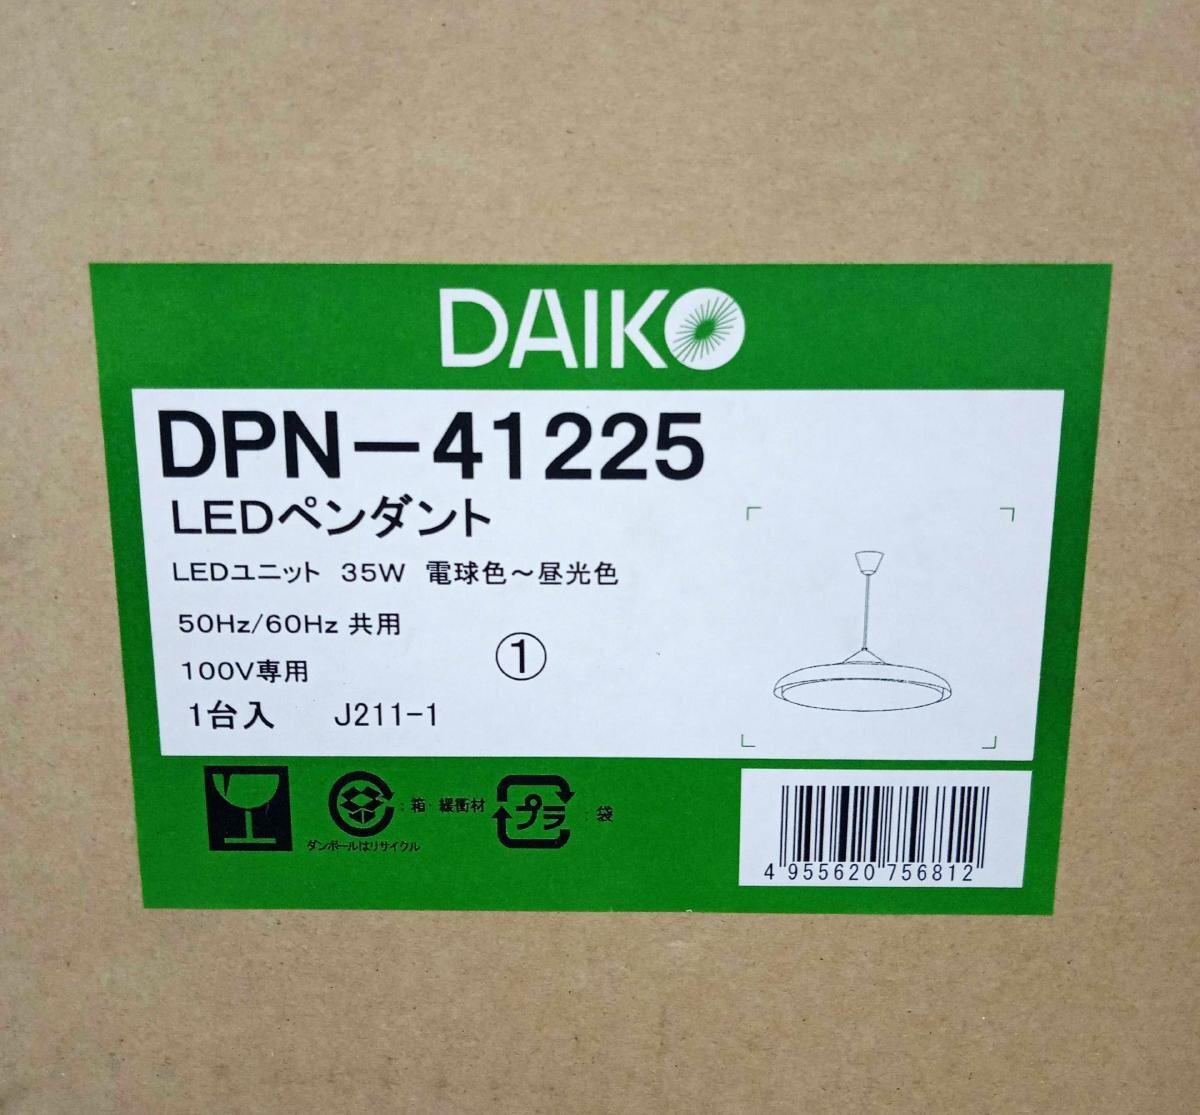 DAIKO
DPN-41225
LEDペンダント
LEDユニット 35W 電球色～昼光色
50Hz/60Hz 共用
100V専用
①
1台入 J211-1
:箱・緩衝材
ダンボールはリサイクル
プラ
:袋
4 955620 756812